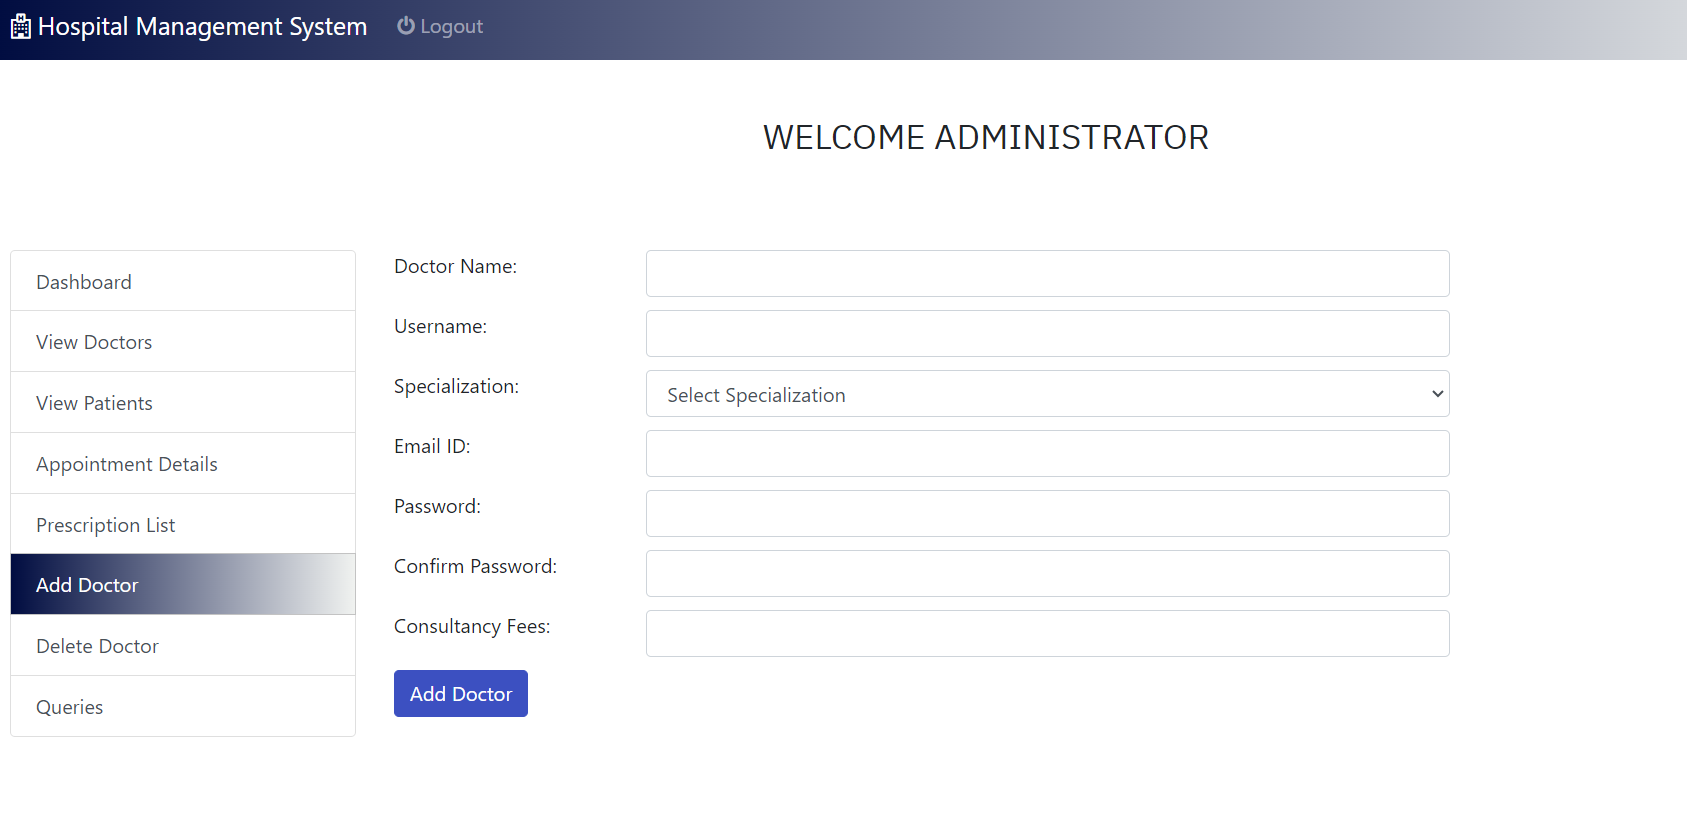 Hospital Management System Logout
WELCOME ADMINISTRATOR
Dashboard
View Doctors
View Patients
Appointment Details
Prescription List
Add Doctor
Delete Doctor
Queries
Doctor Name:
Username:
Specialization: Select Specialization
Email ID:
Password:
Confirm Password:
Consultancy Fees:
Add Doctor